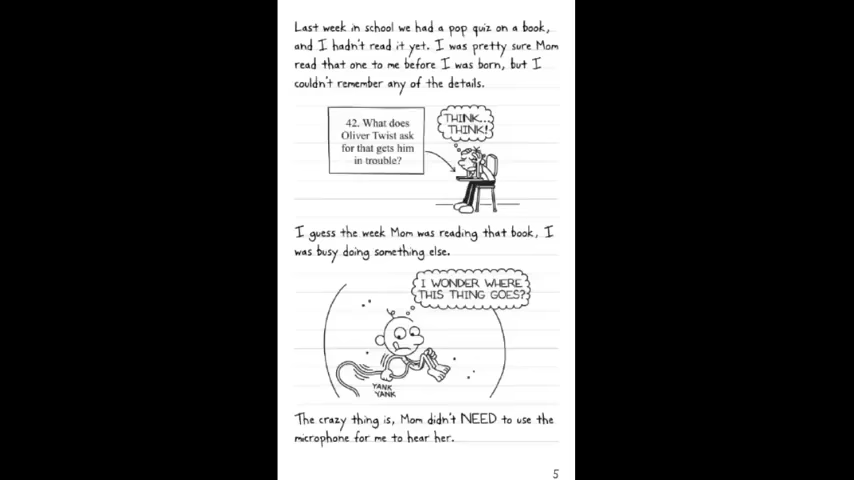 Last week in school we had a pop quiz on a book,
and I hadn't read it yet. I was pretty sure Mom
read that one to me before I was born, but I
couldn't remember any of the details.
42. What does
Oliver Twist ask
for that gets him
in trouble?
THINK...
THINK!
I guess the week Mom was reading that book, I
was busy doing something else.
I WONDER WHERE
THIS THING GOES?
YANK
YANK
The crazy thing is, Mom didn't NEED to use the
microphone for me to hear her.
5